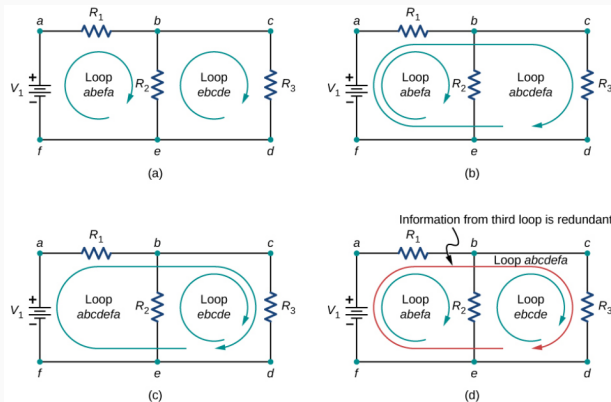 R1
a b c
V1 + − Loop abefa R2 Loop ebcde R3
f e d
(a)
R1
a b c
V1 + − Loop abefa R2 Loop abcdefa R3
f e d
(b)
R1
a b c
V1 + − Loop abcdefa R2 Loop ebcde R3
f e d
(c)
Information from third loop is redundant
R1
a b c
Loop abcdefa
V1 + − Loop abefa R2 Loop ebcde R3
f e d
(d)